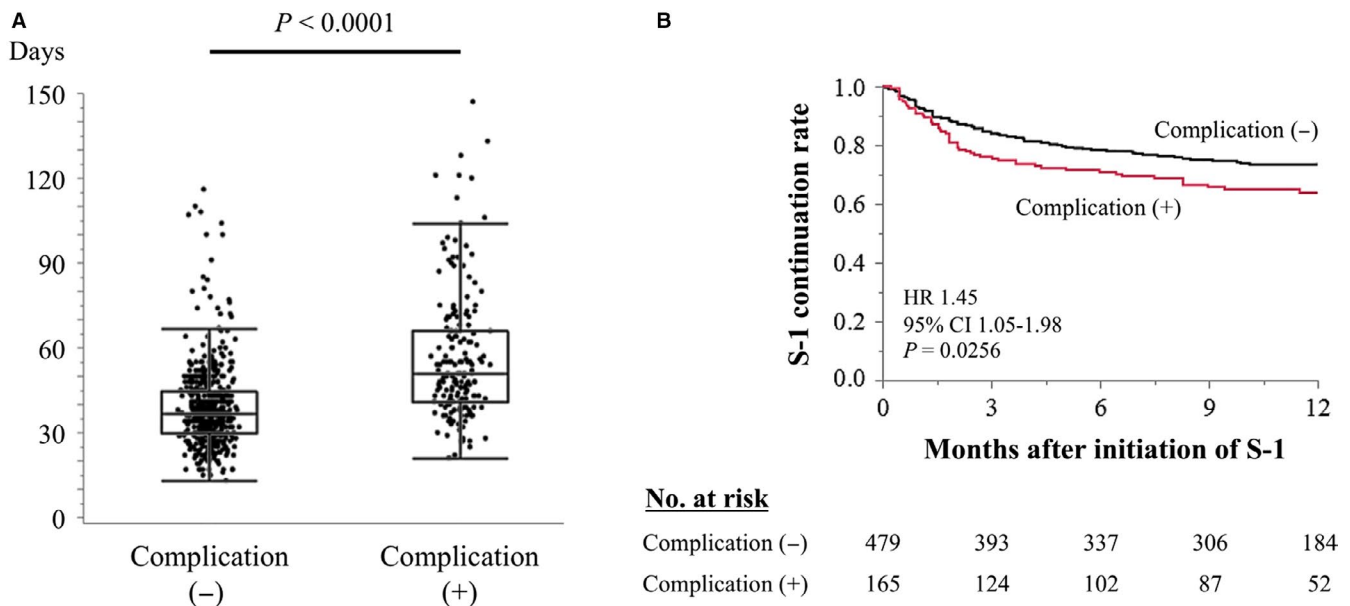 A
P < 0.0001
Days
150
120
90
60
30
0
Complication
(–)
Complication
(+)
B
S-1 continuation rate
1.0
0.8
0.6
0.4
0.2
0.0
Complication (–)
Complication (+)
HR 1.45
95% CI 1.05-1.98
P = 0.0256
0 3 6 9 12
Months after initiation of S-1
No. at risk
Complication (–) 479 393 337 306 184
Complication (+) 165 124 102 87 52